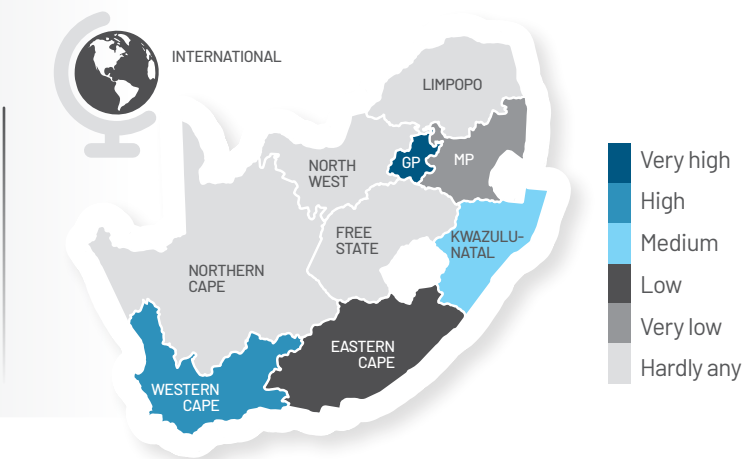 INTERNATIONAL
LIMPOPO
GP
MP
NORTH
WEST
FREE
STATE
KWAZULU-
NATAL
NORTHERN
CAPE
EASTERN
CAPE
WESTERN
CAPE
Very high
High
Medium
Low
Very low
Hardly any